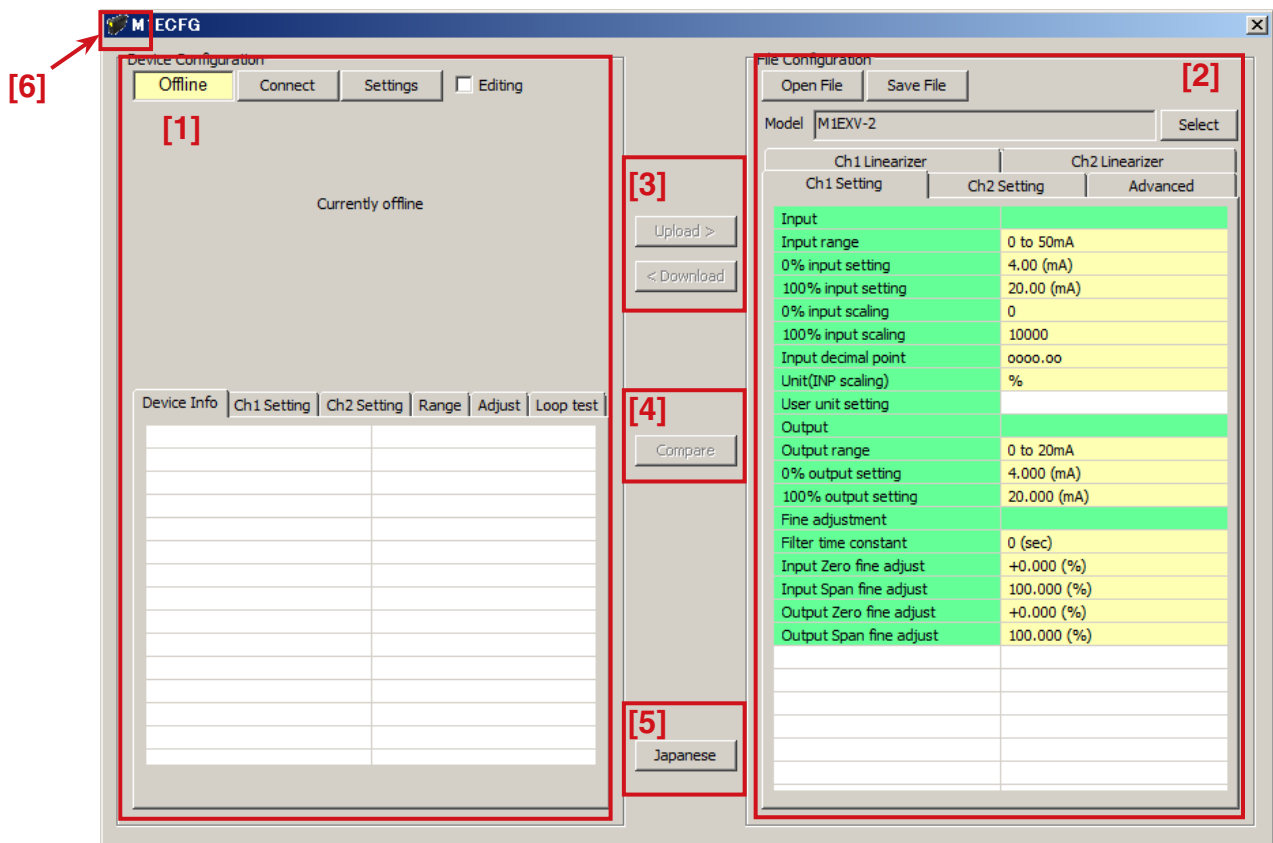 M1ECFG
[6]
Device Configuration
Offline
Connect
Settings
Editing
[1]
Currently offline
Device Info
Ch1 Setting
Ch2 Setting
Range
Adjust
Loop test
[3]
Upload >
< Download
[4]
Compare
[5]
Japanese
File Configuration
[2]
Open File
Save File
Model
M1EXV-2
Select
Ch1 Linearizer
Ch2 Linearizer
Ch1 Setting
Ch2 Setting
Advanced
Input
Input range 0 to 50mA
0% input setting 4.00 (mA)
100% input setting 20.00 (mA)
0% input scaling 0
100% input scaling 10000
Input decimal point oooo.oo
Unit(INP scaling) %
User unit setting
Output
Output range 0 to 20mA
0% output setting 4.000 (mA)
100% output setting 20.000 (mA)
Fine adjustment
Filter time constant 0 (sec)
Input Zero fine adjust +0.000 (%)
Input Span fine adjust 100.000 (%)
Output Zero fine adjust +0.000 (%)
Output Span fine adjust 100.000 (%)